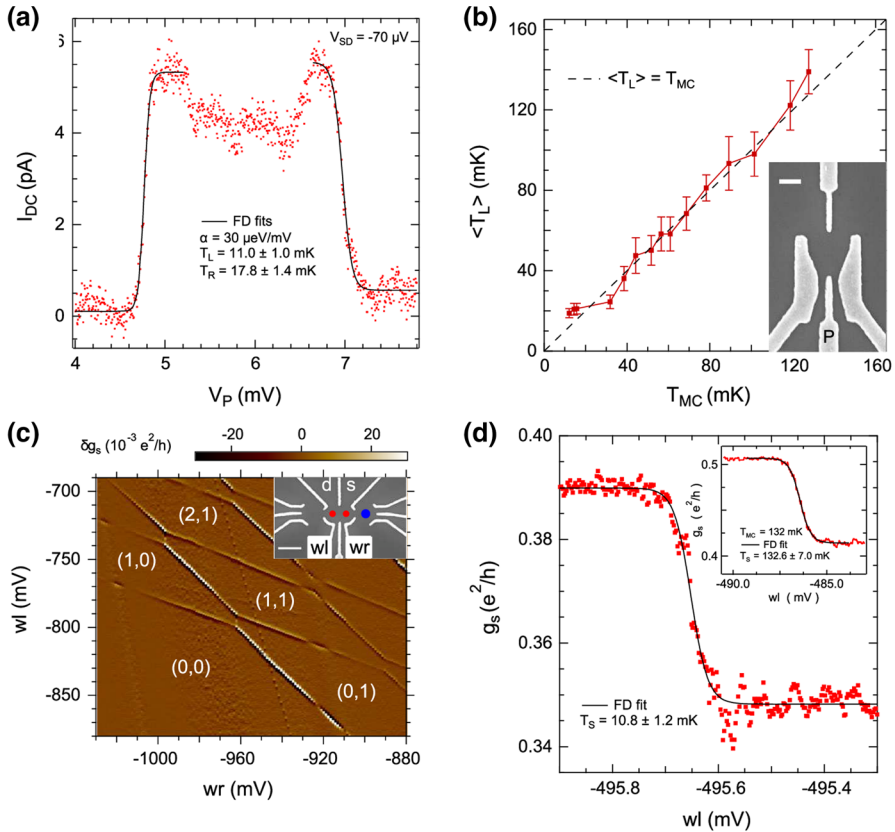 (a)
V_SD = -70 µV
6
4
2
0
I_DC (pA)
FD fits
α = 30 µeV/mV
T_L = 11.0 ± 1.0 mK
T_R = 17.8 ± 1.4 mK
4
5
6
7
V_P (mV)
(b)
160
120
80
40
0
<T_L> (mK)
<T_L> = T_MC
P
0
40
80
120
160
T_MC (mK)
(c)
δg_s (10⁻³ e²/h)
-20
0
20
-700
-750
-800
-850
wl (mV)
(2,1)
(1,0)
(1,1)
(0,0)
(0,1)
d
s
wl
wr
-1000
-960
-920
-880
wr (mV)
(d)
0.40
0.38
0.36
0.34
g_s (e²/h)
0.5
0.4
g_s (e²/h)
T_MC = 132 mK
FD fit
T_S = 132.6 ± 7.0 mK
-490.0
-485.0
wl (mV)
FD fit
T_S = 10.8 ± 1.2 mK
-495.8
-495.6
-495.4
wl (mV)